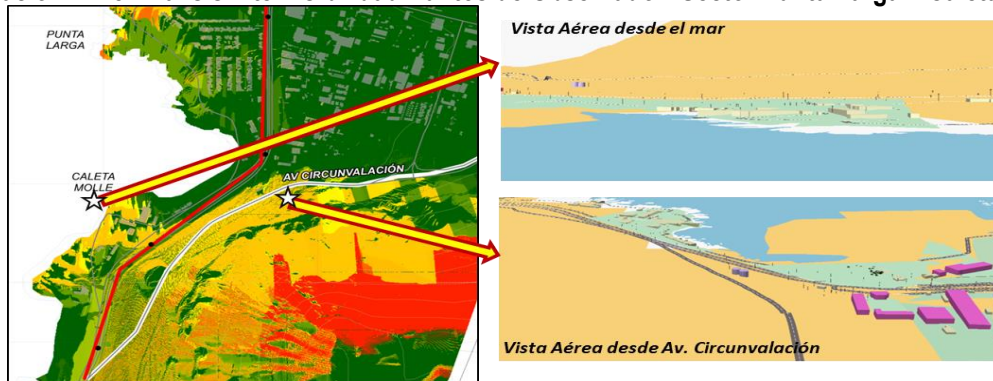 PUNTA
LARGA
CALETA
MOLLE
AV CIRCUNVALACIÓN
Vista Aérea desde el mar
Vista Aérea desde Av. Circunvalación